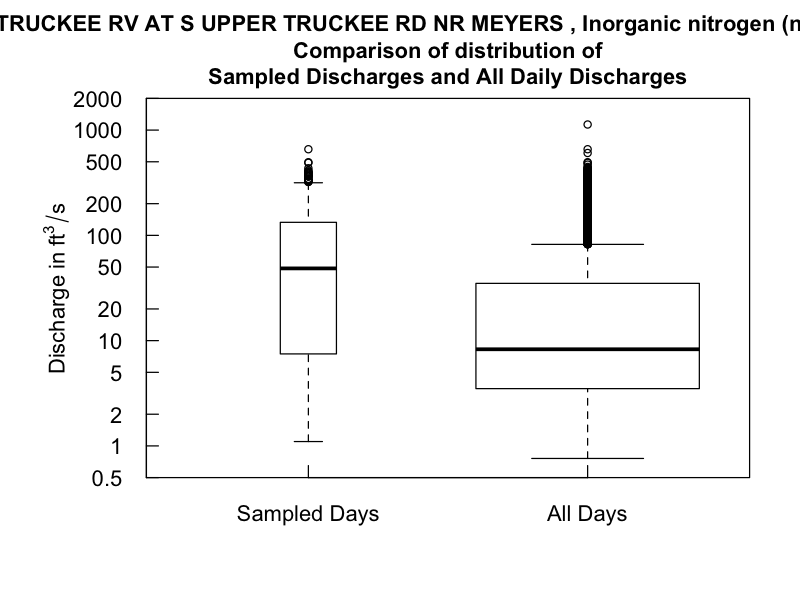 TRUCKEE RV AT S UPPER TRUCKEE RD NR MEYERS , Inorganic nitrogen (n
Comparison of distribution of
Sampled Discharges and All Daily Discharges
2000
1000
500
200
100
50
20
10
5
2
1
0.5
Discharge in ft³/s
Sampled Days
All Days